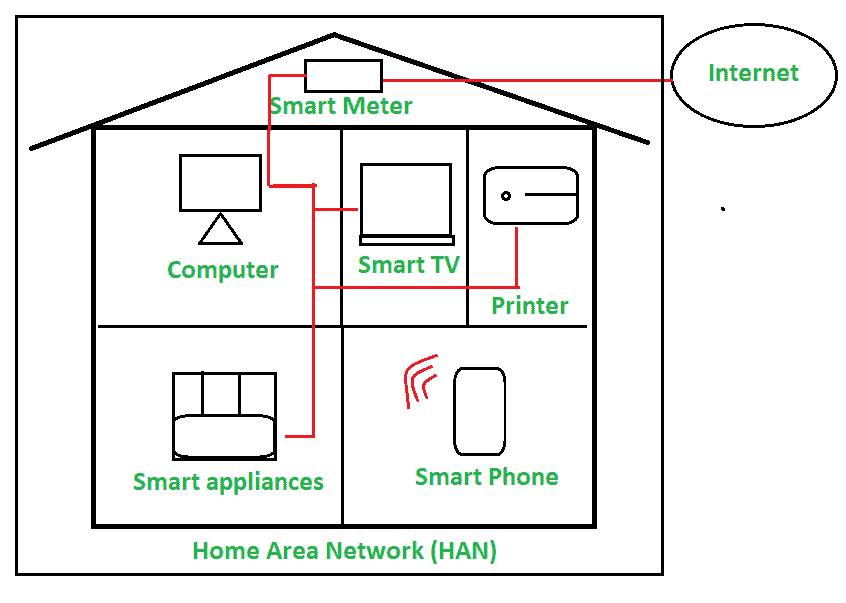 Internet
Smart Meter
Computer
Smart TV
Printer
Smart appliances
Smart Phone
Home Area Network (HAN)